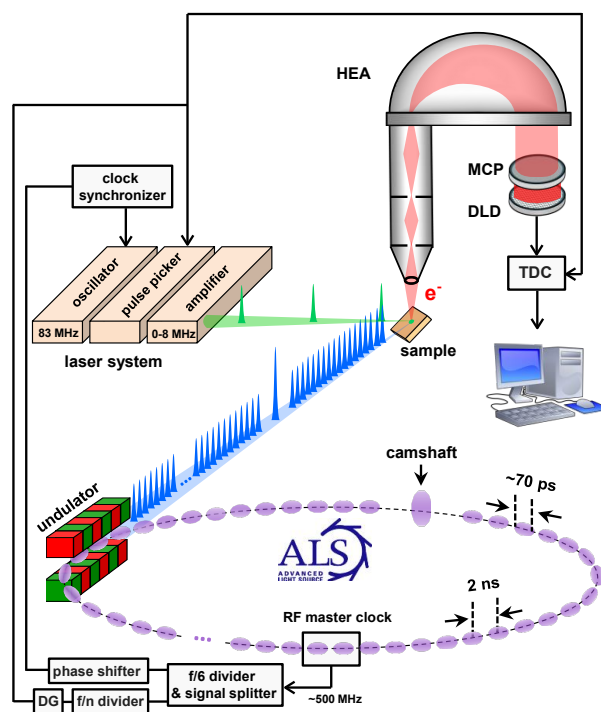 HEA
MCP
DLD
TDC
clock
synchronizer
oscillator
pulse picker
amplifier
83 MHz
0-8 MHz
laser system
e-
sample
camshaft
~70 ps
undulator
ALS
ADVANCED
LIGHT SOURCE
2 ns
RF master clock
phase shifter
f/6 divider
& signal splitter
~500 MHz
DG
f/n divider